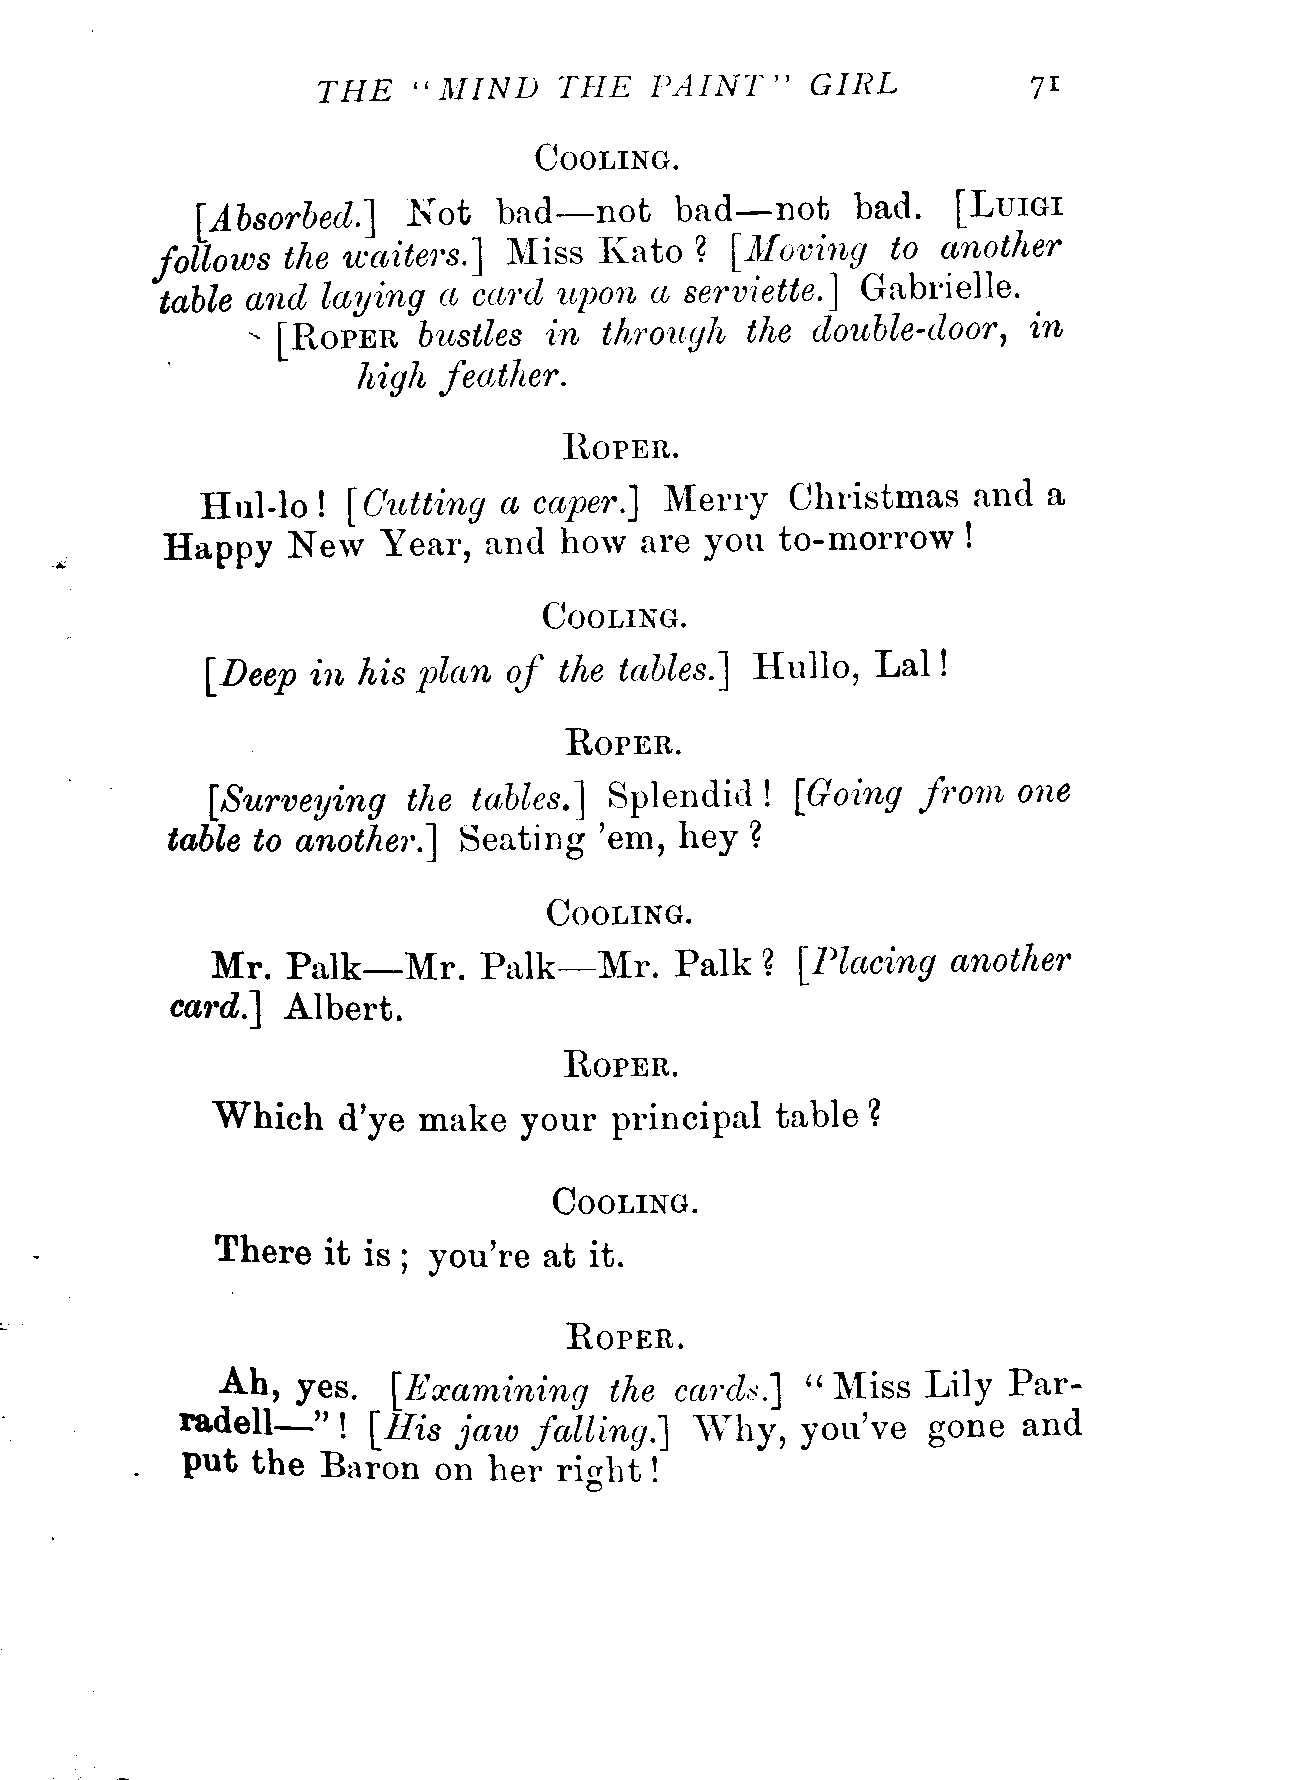 THE "MIND THE PAINT" GIRL 71
COOLING.
[Absorbed.] Not bad—not bad—not bad. [LUIGI
follows the waiters.] Miss Kato? [Moving to another
table and laying a card upon a serviette.] Gabrielle.
[ROPER bustles in through the double-door, in
high feather.
ROPER.
Hul-lo! [Cutting a caper.] Merry Christmas and a
Happy New Year, and how are you to-morrow!
COOLING.
[Deep in his plan of the tables.] Hullo, Lal!
ROPER.
[Surveying the tables.] Splendid! [Going from one
table to another.] Seating 'em, hey?
COOLING.
Mr. Palk—Mr. Palk—Mr. Palk? [Placing another
card.] Albert.
ROPER.
Which d'ye make your principal table?
COOLING.
There it is; you're at it.
ROPER.
Ah, yes. [Examining the cards.] "Miss Lily Par-
radell—"! [His jaw falling.] Why, you've gone and
put the Baron on her right!